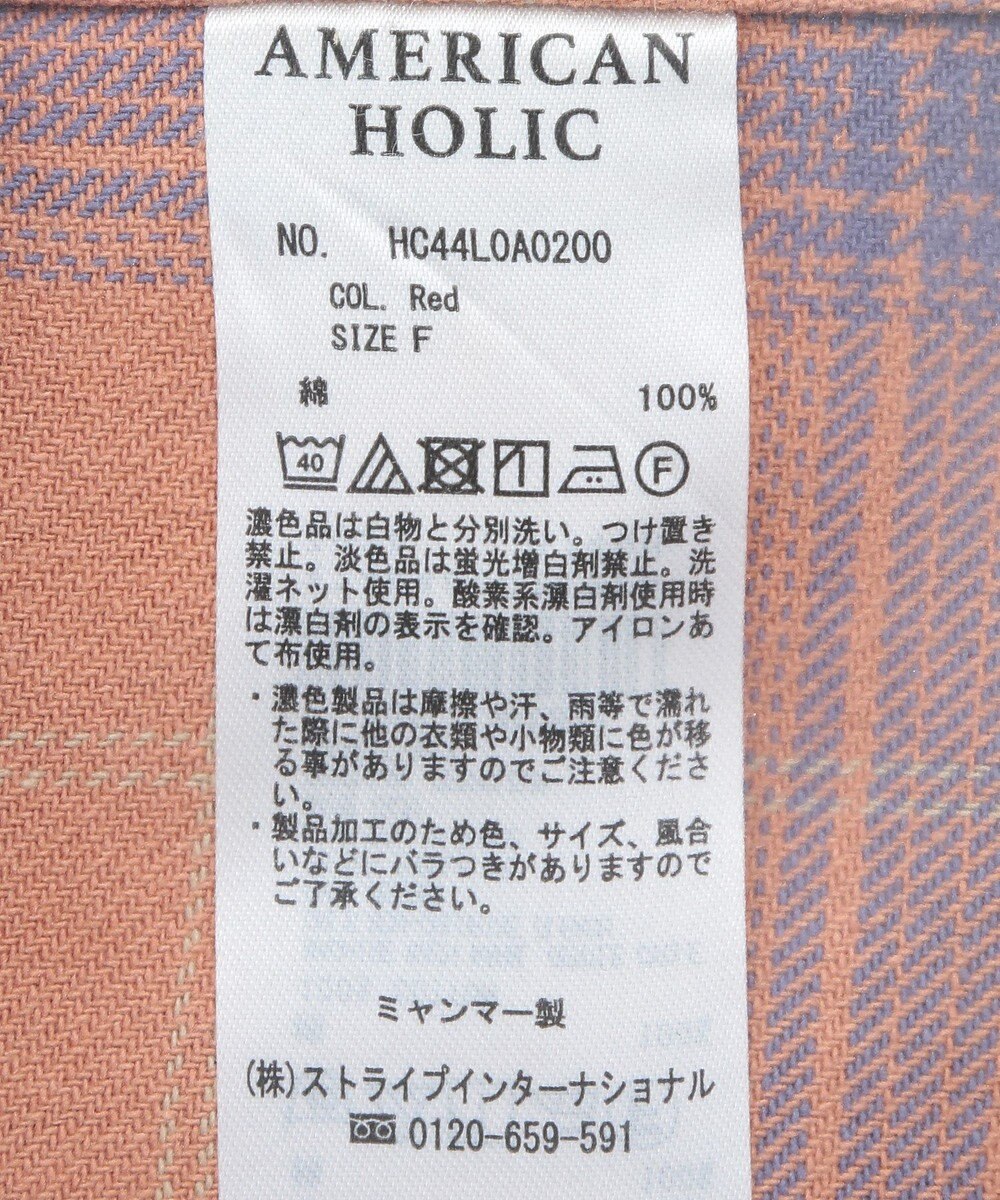 AMERICAN
HOLIC
NO. HC44L0A0200
COL. Red
SIZE F
綿 100%
40 F
濃色品は白物と分別洗い。つけ置き
禁止。淡色品は蛍光増白剤禁止。洗
濯ネット使用。酸素系漂白剤使用時
は漂白剤の表示を確認。アイロンあ
て布使用。
・濃色製品は摩擦や汗、雨等で濡れ
た際に他の衣類や小物類に色が移
る事がありますのでご注意くださ
い。
・製品加工のため色、サイズ、風合
いなどにバラつきがありますので
ご了承ください。
ミャンマー製
(株)ストライプインターナショナル
0120-659-591